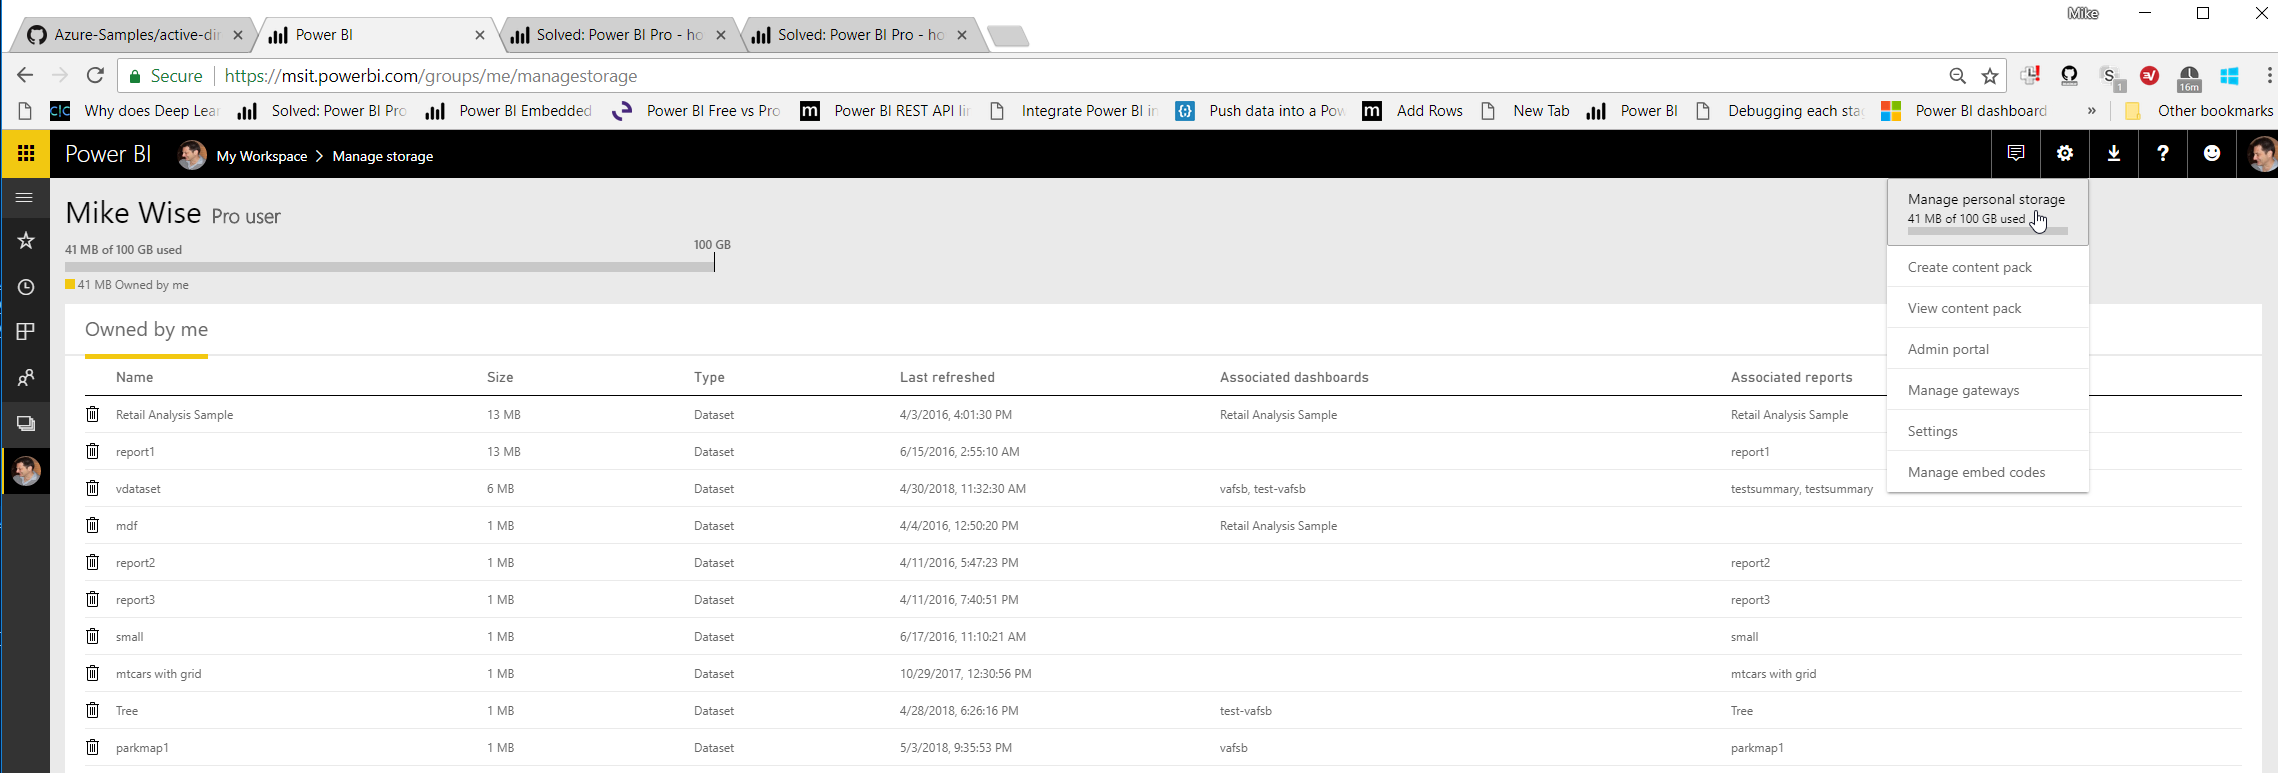 Mike
Azure-Samples/active-dir
Power BI
Solved: Power BI Pro - ho
Solved: Power BI Pro - ho
Secure
https://msit.powerbi.com/groups/me/managestorage
S
1
16m
C|C Why does Deep Lear
Solved: Power BI Pro
Power BI Embedded
Power BI Free vs Pro
m Power BI REST API lin
Integrate Power BI in
{;} Push data into a Pow
m Add Rows
New Tab
Power BI
Debugging each stag
Power BI dashboard
»
Other bookmarks
Power BI
My Workspace > Manage storage
?
Mike Wise Pro user
41 MB of 100 GB used
100 GB
41 MB Owned by me
Manage personal storage
41 MB of 100 GB used
Create content pack
View content pack
Admin portal
Manage gateways
Settings
Manage embed codes
Owned by me
Name Size Type Last refreshed Associated dashboards Associated reports
Retail Analysis Sample 13 MB Dataset 4/3/2016, 4:01:30 PM Retail Analysis Sample Retail Analysis Sample
report1 13 MB Dataset 6/15/2016, 2:55:10 AM report1
vdataset 6 MB Dataset 4/30/2018, 11:32:30 AM vafsb, test-vafsb testsummary, testsummary
mdf 1 MB Dataset 4/4/2016, 12:50:20 PM Retail Analysis Sample
report2 1 MB Dataset 4/11/2016, 5:47:23 PM report2
report3 1 MB Dataset 4/11/2016, 7:40:51 PM report3
small 1 MB Dataset 6/17/2016, 11:10:21 AM small
mtcars with grid 1 MB Dataset 10/29/2017, 12:30:56 PM mtcars with grid
Tree 1 MB Dataset 4/28/2018, 6:26:16 PM test-vafsb Tree
parkmap1 1 MB Dataset 5/3/2018, 9:35:53 PM vafsb parkmap1